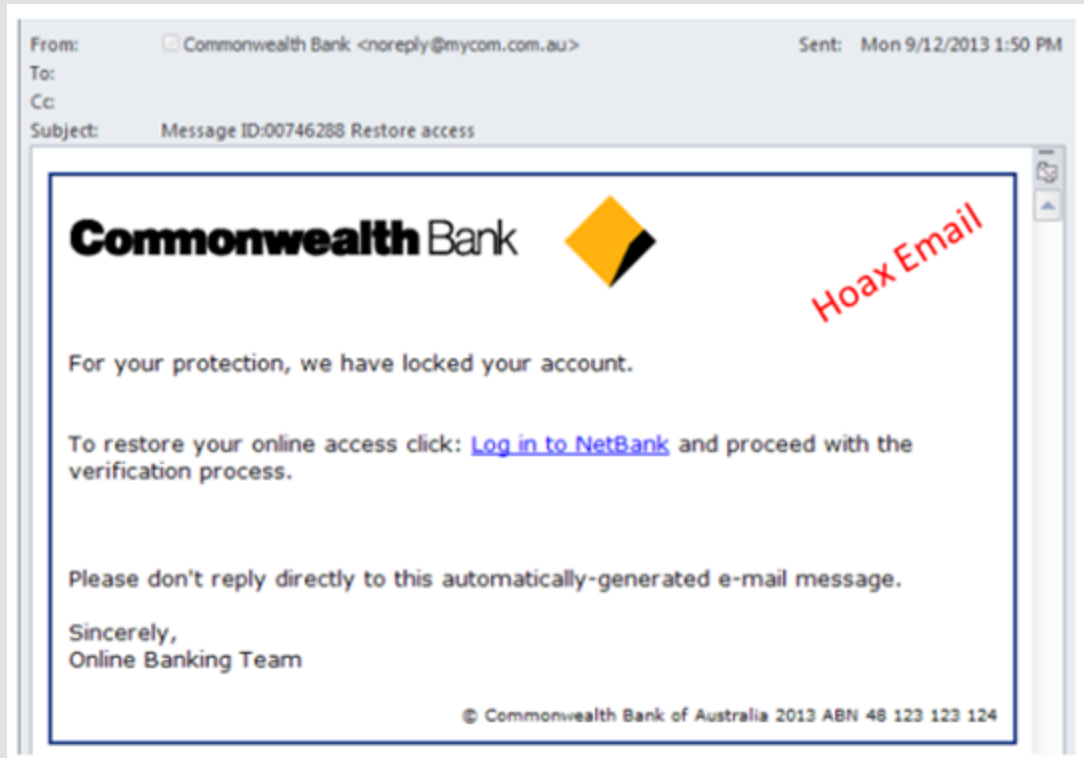 From: Commonwealth Bank <noreply@mycom.com.au> Sent: Mon 9/12/2013 1:50 PM
To:
Cc:
Subject: Message ID:00746288 Restore access
Commonwealth Bank
Hoax Email
For your protection, we have locked your account.
To restore your online access click: Log in to NetBank and proceed with the
verification process.
Please don't reply directly to this automatically-generated e-mail message.
Sincerely,
Online Banking Team
© Commonwealth Bank of Australia 2013 ABN 48 123 123 124